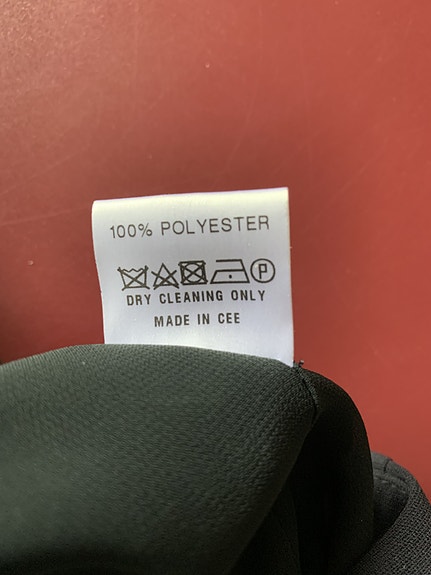 100% POLYESTER
P
DRY CLEANING ONLY
MADE IN CEE